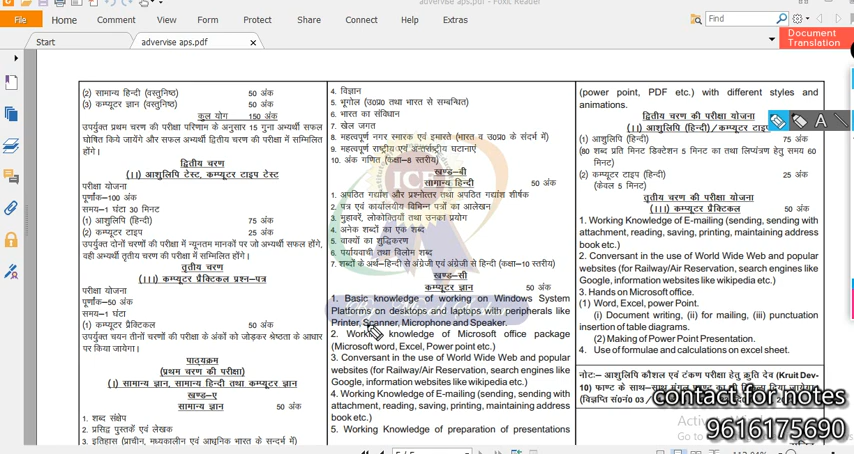 advervise aps.pdf - Foxit Reader
File Home Comment View Form Protect Share Connect Help Extras
Find
Document
Translation
Start advervise aps.pdf
(2) सामान्य हिन्दी (वस्तुनिष्ठ) 50 अंक
(3) कम्प्यूटर ज्ञान (वस्तुनिष्ठ) 50 अंक
कुल योग 150 अंक
उपर्युक्त प्रथम चरण की परीक्षा परिणाम के अनुसार 15 गुना अभ्यर्थी सफल
घोषित किये जायेंगे और सफल अभ्यर्थी द्वितीय चरण की परीक्षा में सम्मिलित
होंगे।
द्वितीय चरण
(II) आशुलिपि टेस्ट, कम्प्यूटर टाइप टेस्ट
परीक्षा योजना
पूर्णांक-100 अंक
समय-1 घंटा 30 मिनट
(1) आशुलिपि (हिन्दी) 75 अंक
(2) कम्प्यूटर टाइप 25 अंक
उपर्युक्त दोनों चरणों की परीक्षा में न्यूनतम मानकों पर जो अभ्यर्थी सफल होंगे,
वही अभ्यर्थी तृतीय चरण की परीक्षा में सम्मिलित होंगे।
तृतीय चरण
(III) कम्प्यूटर प्रैक्टिकल प्रश्न-पत्र
परीक्षा योजना
पूर्णांक-50 अंक
समय-1 घंटा
(1) कम्प्यूटर प्रैक्टिकल 50 अंक
उपर्युक्त चयन तीनों चरणों की परीक्षा के अंकों को जोड़कर श्रेष्ठता के आधार
पर किया जायेगा।
पाठ्यक्रम
(प्रथम चरण की परीक्षा)
(I) सामान्य ज्ञान, सामान्य हिन्दी तथा कम्प्यूटर ज्ञान
खण्ड-ए
सामान्य ज्ञान 50 अंक
1. शब्द संक्षेप
2. प्रसिद्व पुस्तकें एवं लेखक
3. इतिहास (प्राचीन, मध्यकालीन एवं आधुनिक भारत के सन्दर्भ में)
4. विज्ञान
5. भूगोल (उ0प्र0 तथा भारत से सम्बन्धित)
6. भारत का संविधान
7. खेल जगत
8. महत्वपूर्ण नगर स्मारक एवं इमारते (भारत व उ0प्र0 के संदर्भ में)
9. महत्वपूर्ण राष्ट्रीय एवं अन्तर्राष्ट्रीय घटनाएं
10. अंक गणित (कक्षा-8 स्तरीय)
खण्ड-बी
सामान्य हिन्दी 50 अंक
1. अपठित गद्यांश और प्रश्नोत्तर तथा अपठित गद्यांश शीर्षक
2. पत्र एवं कार्यालयीय विभिन्न पत्रों का आलेखन
3. मुहावरें, लोकोक्तियाँ तथा उनका प्रयोग
4. अनेक शब्दों का एक शब्द
5. वाक्यों का शुद्धिकरण
6. पर्यायवाची तथा विलोम शब्द
7. शब्दों के अर्थ-हिन्दी से अंग्रेजी एवं अंग्रेजी से हिन्दी (कक्षा-10 स्तरीय)
खण्ड-सी
कम्प्यूटर ज्ञान 50 अंक
1. Basic knowledge of working on Windows System
Platforms on desktops and laptops with peripherals like
Printer, Scanner, Microphone and Speaker.
2. Working knowledge of Microsoft office package
(Microsoft word, Excel, Power point etc.)
3. Conversant in the use of World Wide Web and popular
websites (for Railway/Air Reservation, search engines like
Google, information websites like wikipedia etc.)
4. Working Knowledge of E-mailing (sending, sending with
attachment, reading, saving, printing, maintaining address
book etc.)
5. Working Knowledge of preparation of presentations
(power point, PDF etc.) with different styles and
animations.
द्वितीय चरण की परीक्षा योजना
(II) आशुलिपि (हिन्दी)/कम्प्यूटर टाइप
(1) आशुलिपि (हिन्दी) 75 अंक
(80 शब्द प्रति मिनट डिक्टेशन 5 मिनट का तथा लिप्यंत्रण हेतु समय 60
मिनट)
(2) कम्प्यूटर टाइप (हिन्दी) 25 अंक
(केवल 5 मिनट)
तृतीय चरण की परीक्षा योजना
(III) कम्प्यूटर प्रैक्टिकल 50 अंक
1. Working Knowledge of E-mailing (sending, sending with
attachment, reading, saving, printing, maintaining address
book etc.)
2. Conversant in the use of World Wide Web and popular
websites (for Railway/Air Reservation, search engines like
Google, information websites like wikipedia etc.)
3. Hands on Microsoft office.
(1) Word, Excel, power Point.
(i) Document writing, (ii) for mailing, (iii) punctuation
insertion of table diagrams.
(2) Making of Power Point Presentation.
4. Use of formulae and calculations on excel sheet.
नोटः- आशुलिपि कौशल एवं टंकण परीक्षा हेतु कृति देव (Kruti Dev-
10) फाण्ट के साथ-साथ मंगल फाण्ट का भी विकल्प दिया जायेगा
contact for notes
9616175690